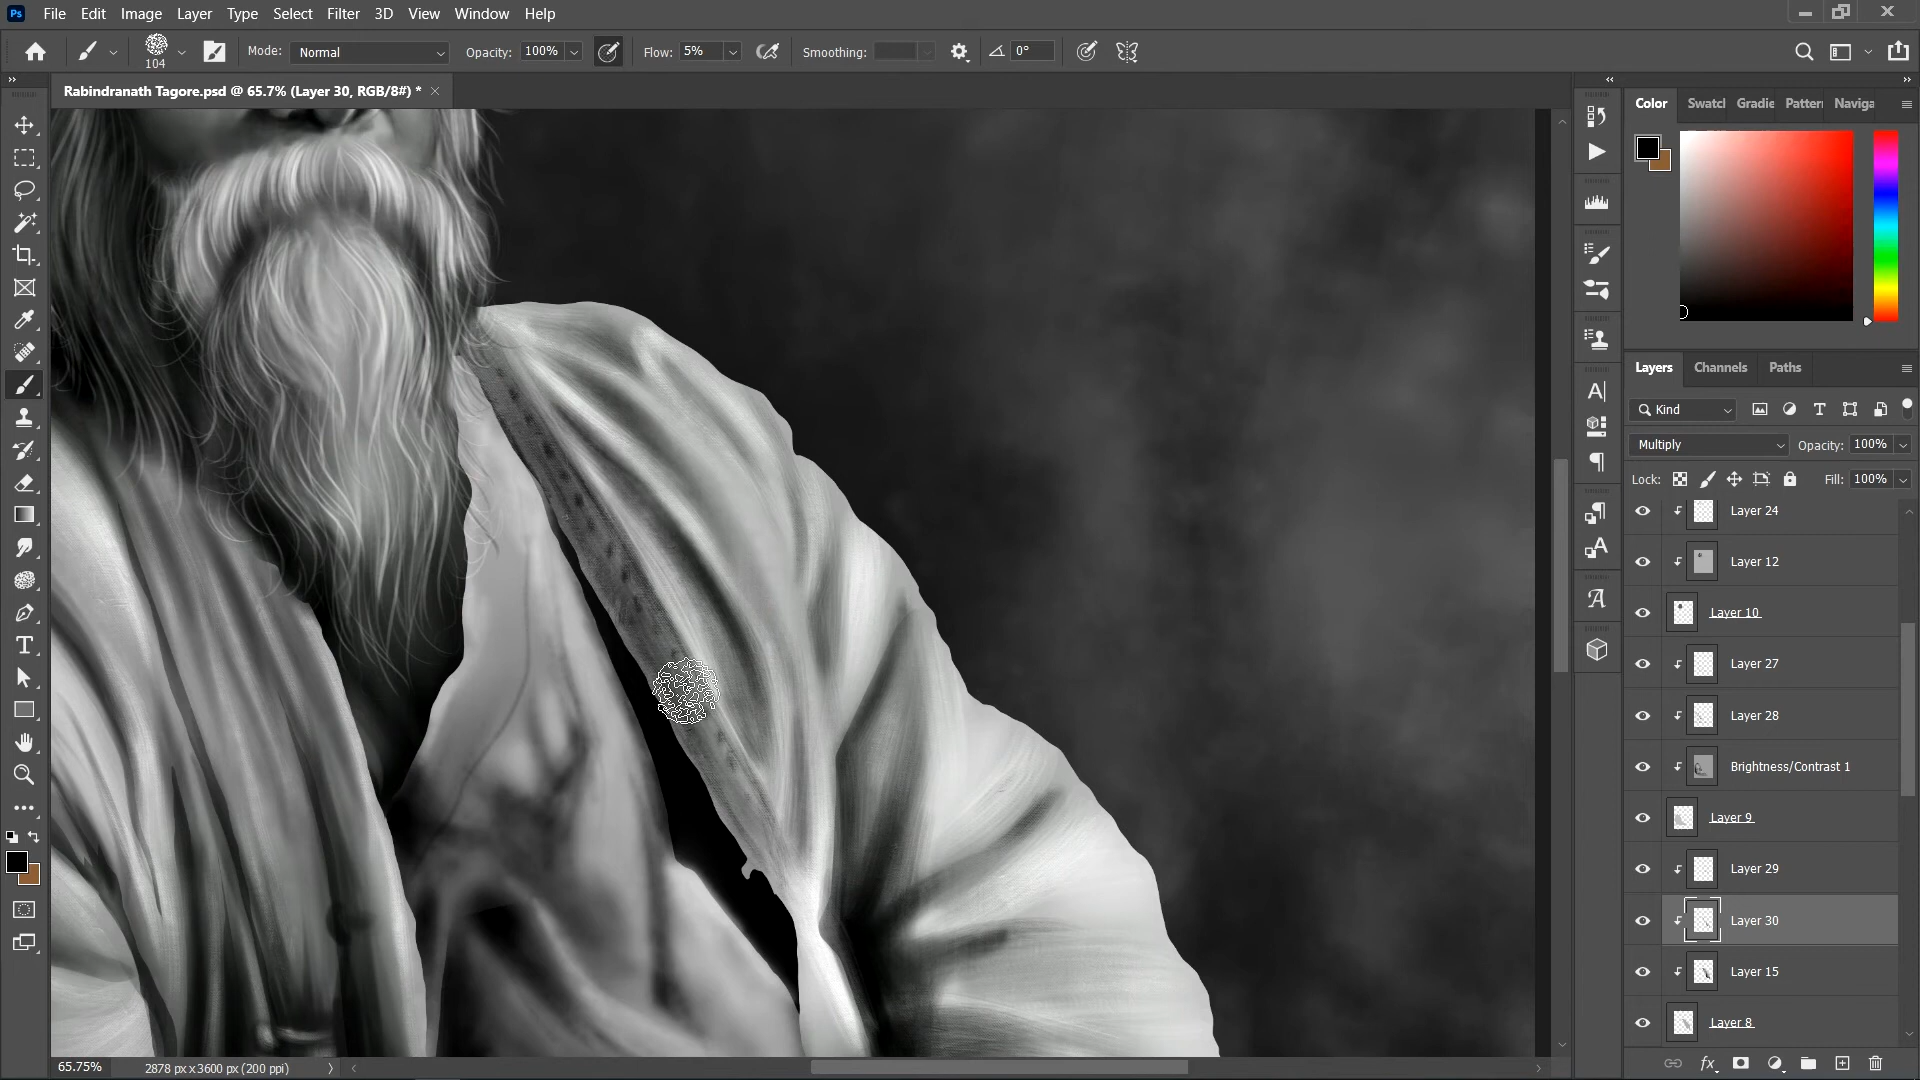 Ps File Edit Image Layer Type Select Filter 3D View Window Help
104 Mode: Normal Opacity: 100% Flow: 5% Smoothing: 0°
Rabindranath Tagore.psd @ 65.7% (Layer 30, RGB/8#) *
Color Swatcl Gradie Patter Naviga
Layers Channels Paths
Kind
Multiply Opacity: 100%
Lock: Fill: 100%
Layer 24
Layer 12
Layer 10
Layer 27
Layer 28
Brightness/Contrast 1
Layer 9
Layer 29
Layer 30
Layer 15
Layer 8
65.75% 2878 px x 3600 px (200 ppi)